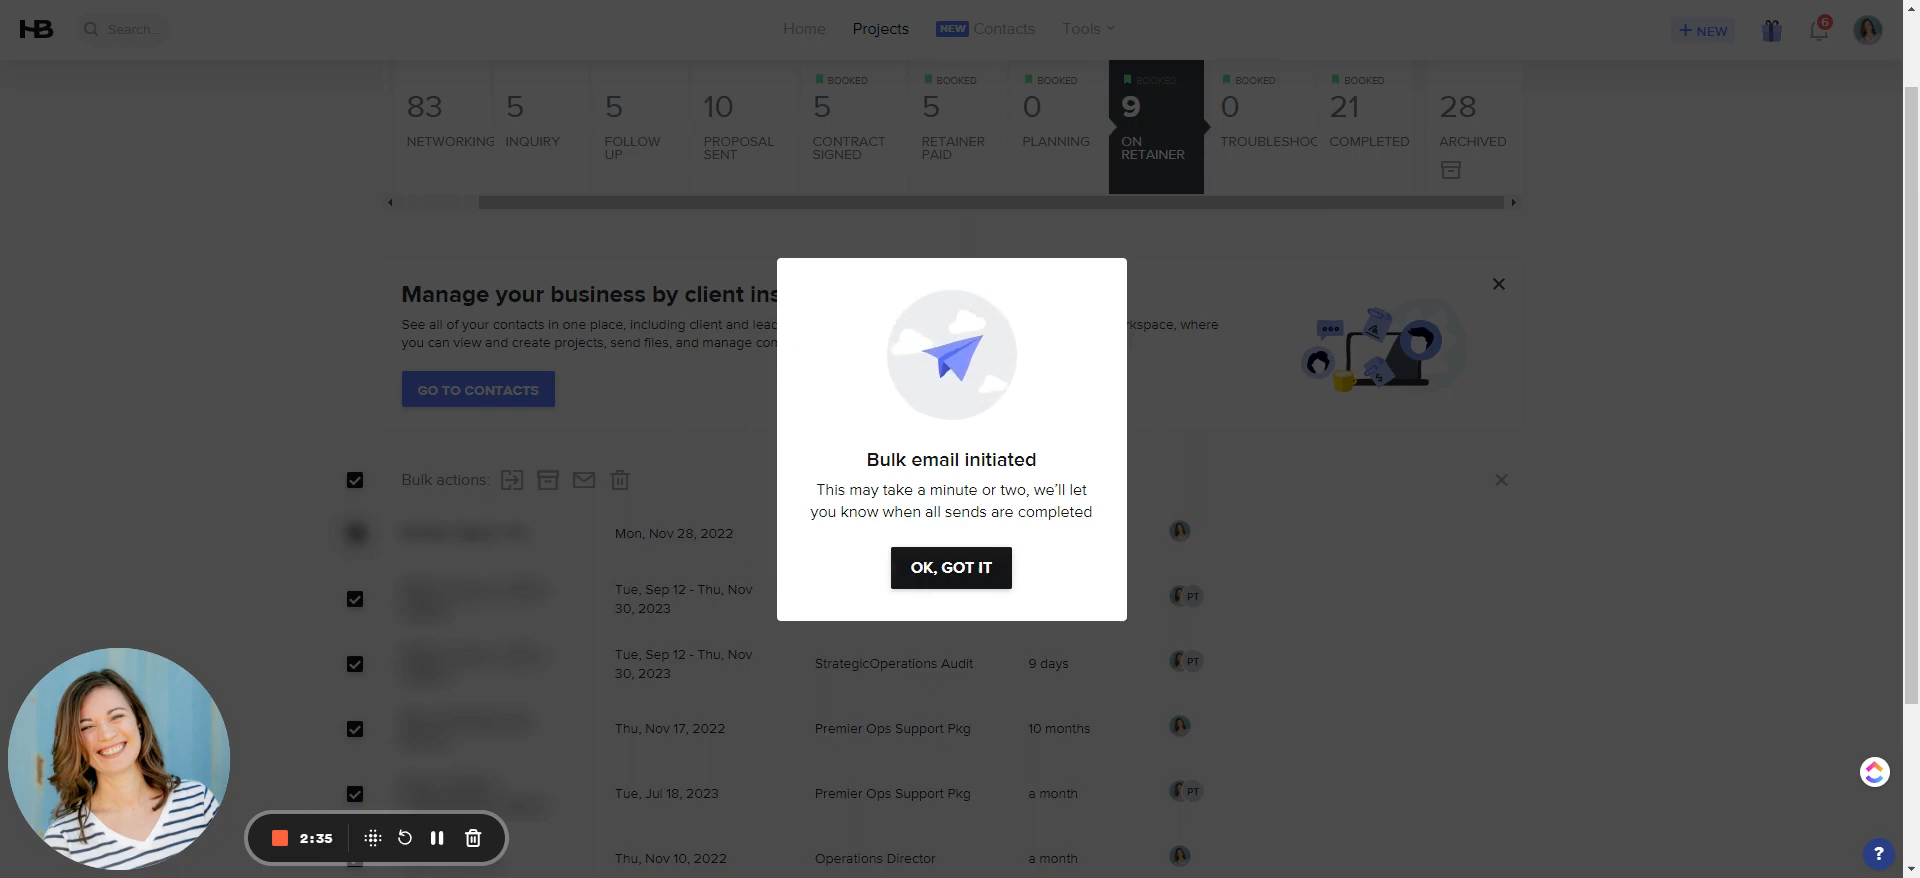 HB
Search...
Home
Projects
NEW Contacts
Tools
+ NEW
6
BOOKED
BOOKED
BOOKED
BOOKED
BOOKED
BOOKED
83
5
5
10
5
5
0
9
0
21
28
NETWORKING
INQUIRY
FOLLOW
UP
PROPOSAL
SENT
CONTRACT
SIGNED
RETAINER
PAID
PLANNING
ON
RETAINER
TROUBLESHOO
COMPLETED
ARCHIVED
Manage your business by client ins
See all of your contacts in one place, including client and lead
rkspace, where
you can view and create projects, send files, and manage con
GO TO CONTACTS
Bulk email initiated
This may take a minute or two, we'll let
you know when all sends are completed
OK, GOT IT
Bulk actions:
Mon, Nov 28, 2022
Tue, Sep 12 - Thu, Nov
30, 2023
PT
Tue, Sep 12 - Thu, Nov
30, 2023
StrategicOperations Audit
9 days
PT
Thu, Nov 17, 2022
Premier Ops Support Pkg
10 months
Tue, Jul 18, 2023
Premier Ops Support Pkg
a month
PT
2:35
Thu, Nov 10, 2022
Operations Director
a month
?